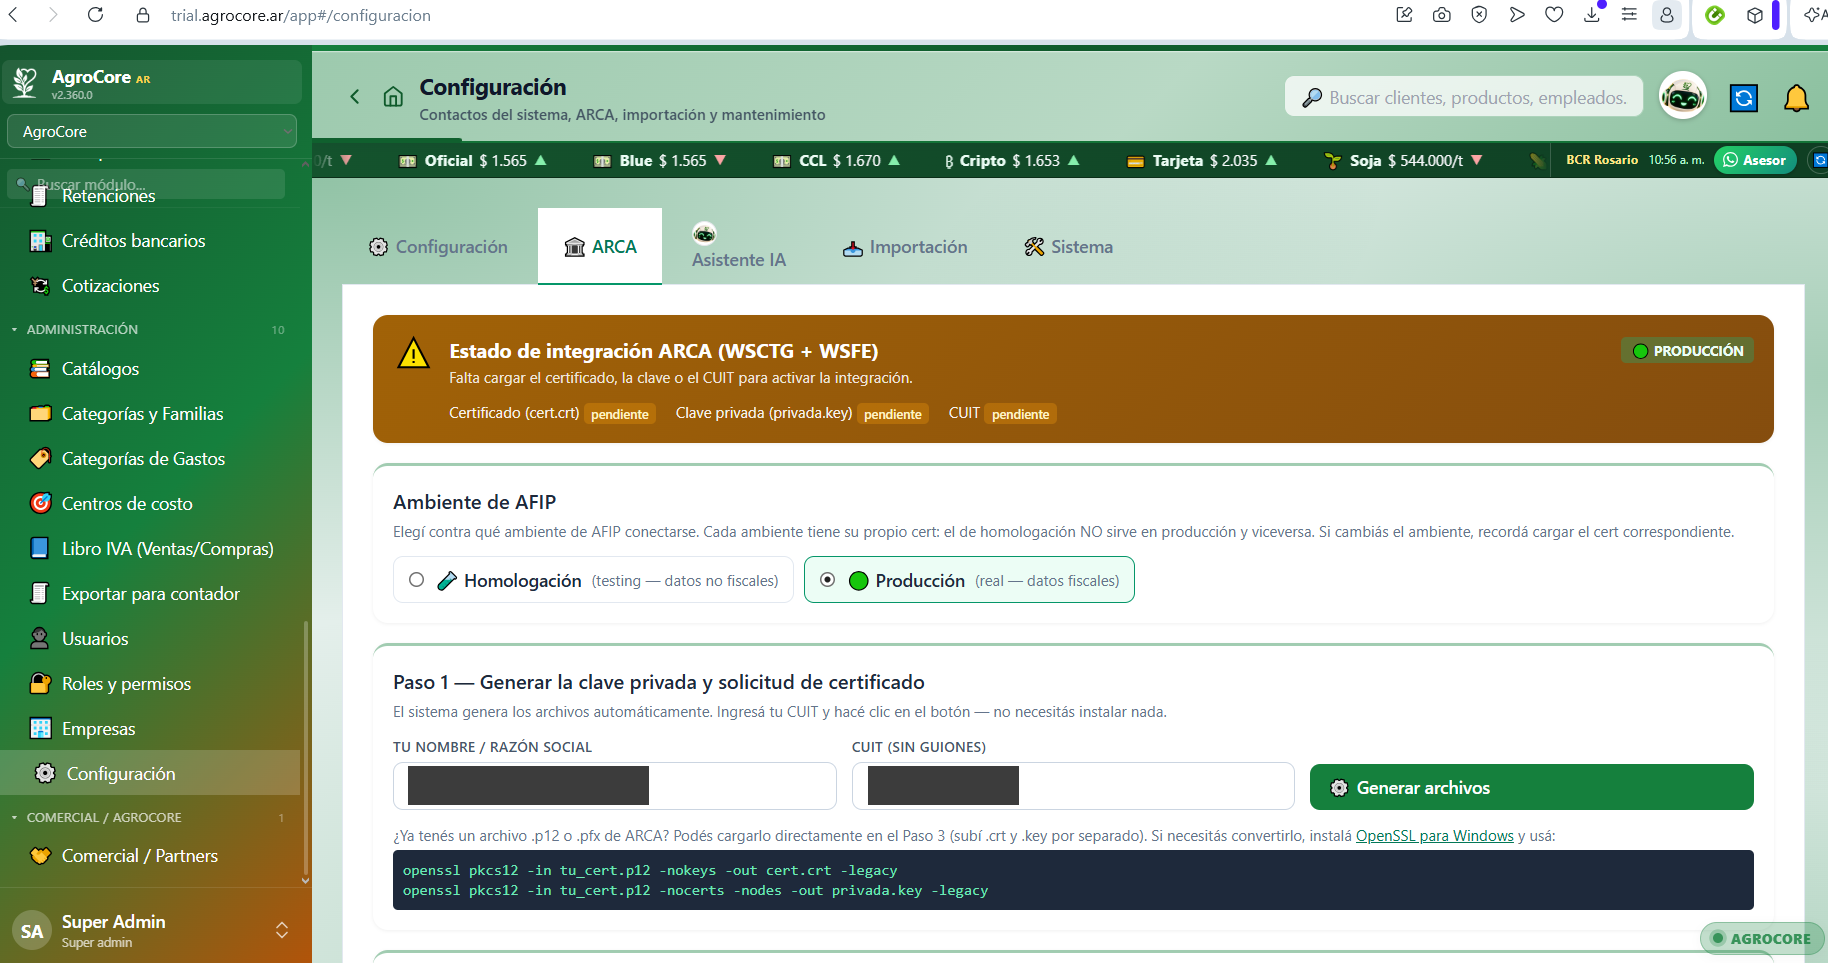 trial.agrocore.ar/app#/configuracion
AgroCore AR
v2.360.0
AgroCore
Buscar módulo...
Retenciones
Créditos bancarios
Cotizaciones
ADMINISTRACIÓN 10
Catálogos
Categorías y Familias
Categorías de Gastos
Centros de costo
Libro IVA (Ventas/Compras)
Exportar para contador
Usuarios
Roles y permisos
Empresas
Configuración
COMERCIAL / AGROCORE 1
Comercial / Partners
SA
Super Admin
Super admin
Configuración
Contactos del sistema, ARCA, importación y mantenimiento
Buscar clientes, productos, empleados.
/t Oficial $ 1.565 Blue $ 1.565 CCL $ 1.670 Cripto $ 1.653 Tarjeta $ 2.035 Soja $ 544.000/t BCR Rosario 10:56 a. m. Asesor
Configuración
ARCA
Asistente IA
Importación
Sistema
Estado de integración ARCA (WSCTG + WSFE)
PRODUCCIÓN
Falta cargar el certificado, la clave o el CUIT para activar la integración.
Certificado (cert.crt) pendiente Clave privada (privada.key) pendiente CUIT pendiente
Ambiente de AFIP
Elegí contra qué ambiente de AFIP conectarse. Cada ambiente tiene su propio cert: el de homologación NO sirve en producción y viceversa. Si cambiás el ambiente, recordá cargar el cert correspondiente.
Homologación (testing — datos no fiscales)
Producción (real — datos fiscales)
Paso 1 — Generar la clave privada y solicitud de certificado
El sistema genera los archivos automáticamente. Ingresá tu CUIT y hacé clic en el botón — no necesitás instalar nada.
TU NOMBRE / RAZÓN SOCIAL
CUIT (SIN GUIONES)
Generar archivos
¿Ya tenés un archivo .p12 o .pfx de ARCA? Podés cargarlo directamente en el Paso 3 (subí .crt y .key por separado). Si necesitás convertirlo, instalá OpenSSL para Windows y usá:
openssl pkcs12 -in tu_cert.p12 -nokeys -out cert.crt -legacy
openssl pkcs12 -in tu_cert.p12 -nocerts -nodes -out privada.key -legacy
AGROCORE